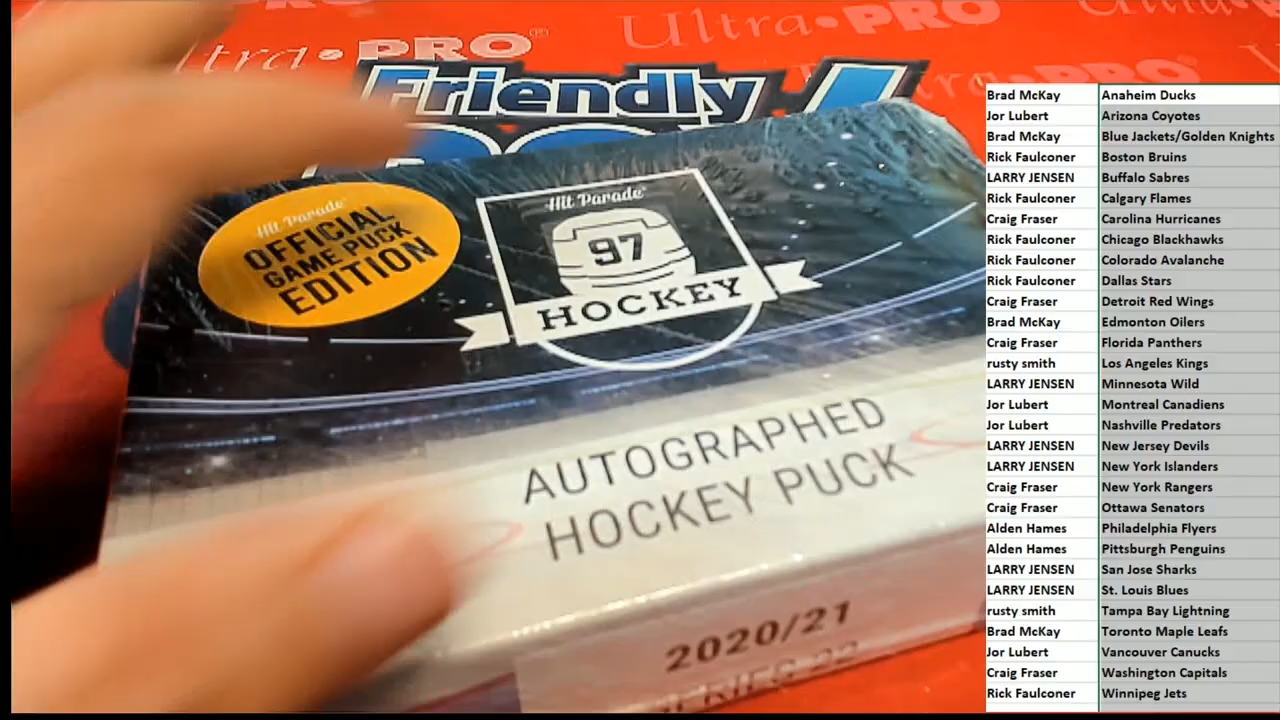 Ultra•PRO®
Ultra•PRO
Friendly
Hit Parade
OFFICIAL
GAME PUCK
EDITION
Hit Parade
97
HOCKEY
AUTOGRAPHED
HOCKEY PUCK
2020/21
SERIES 22
Brad McKay Anaheim Ducks
Jor Lubert Arizona Coyotes
Brad McKay Blue Jackets/Golden Knights
Rick Faulconer Boston Bruins
LARRY JENSEN Buffalo Sabres
Rick Faulconer Calgary Flames
Craig Fraser Carolina Hurricanes
Rick Faulconer Chicago Blackhawks
Rick Faulconer Colorado Avalanche
Rick Faulconer Dallas Stars
Craig Fraser Detroit Red Wings
Brad McKay Edmonton Oilers
Craig Fraser Florida Panthers
rusty smith Los Angeles Kings
LARRY JENSEN Minnesota Wild
Jor Lubert Montreal Canadiens
Jor Lubert Nashville Predators
LARRY JENSEN New Jersey Devils
LARRY JENSEN New York Islanders
Craig Fraser New York Rangers
Craig Fraser Ottawa Senators
Alden Hames Philadelphia Flyers
Alden Hames Pittsburgh Penguins
LARRY JENSEN San Jose Sharks
LARRY JENSEN St. Louis Blues
rusty smith Tampa Bay Lightning
Brad McKay Toronto Maple Leafs
Jor Lubert Vancouver Canucks
Craig Fraser Washington Capitals
Rick Faulconer Winnipeg Jets